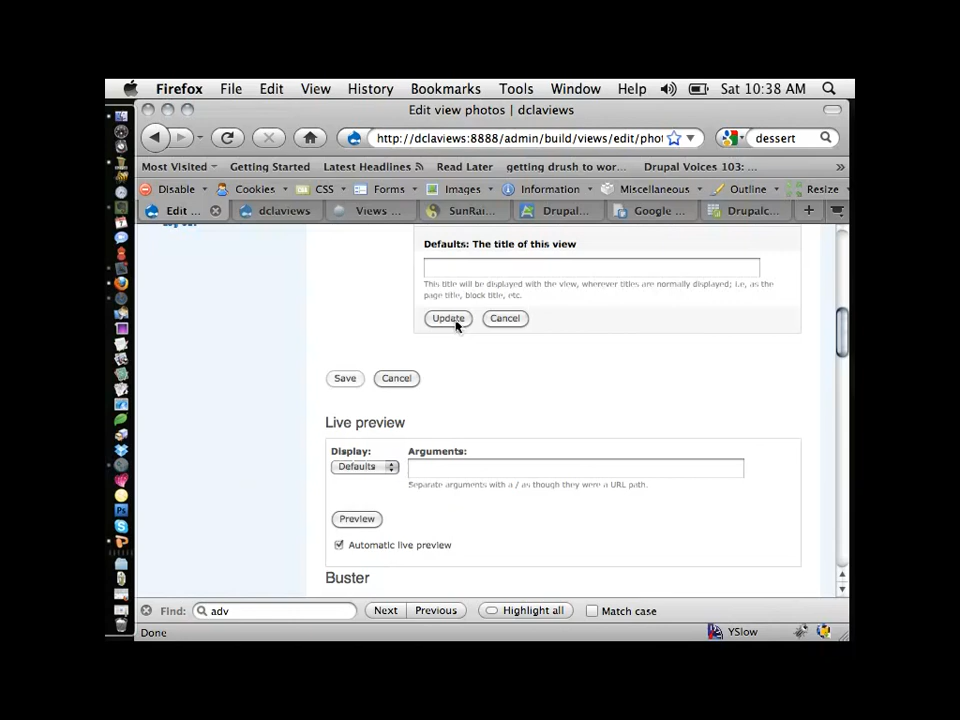 Firefox File Edit View History Bookmarks Tools Window Help Sat 10:38 AM
Edit view photos | dclaviews
http://dclaviews:8888/admin/build/views/edit/phot dessert
Most Visited Getting Started Latest Headlines Read Later getting drush to wor... Drupal Voices 103:... »
Disable Cookies CSS Forms Images Information Miscellaneous Outline Resize
Edit ... dclaviews Views ... SunRai... Drupal... Google ... Drupalc...
Defaults: The title of this view
This title will be displayed with the view, wherever titles are normally displayed; i.e, as the
page title, block title, etc.
Update Cancel
Save Cancel
Live preview
Display: Arguments:
Defaults
Separate arguments with a / as though they were a URL path.
Preview
Automatic live preview
Buster
Find: adv Next Previous Highlight all Match case
Done YSlow